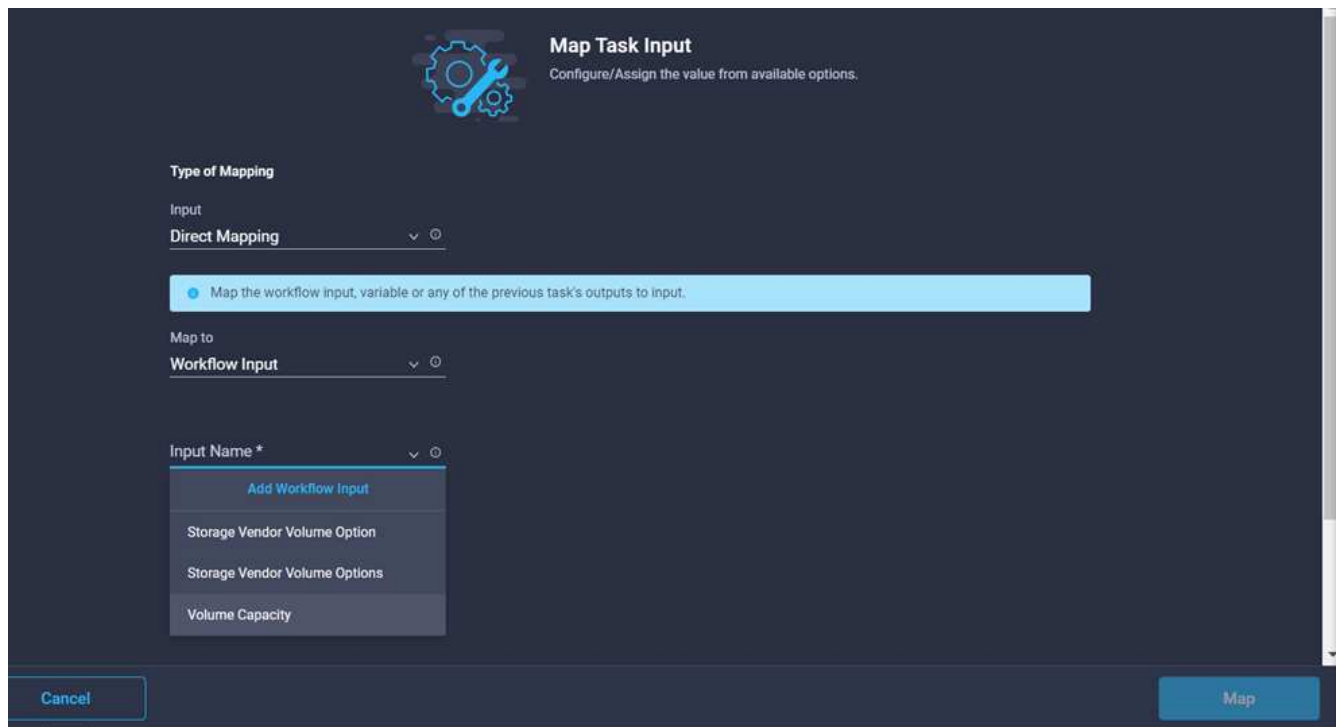 Map Task Input
Configure/Assign the value from available options.
Type of Mapping
Input
Direct Mapping
Map the workflow input, variable or any of the previous task's outputs to input.
Map to
Workflow Input
Input Name *
Add Workflow Input
Storage Vendor Volume Option
Storage Vendor Volume Options
Volume Capacity
Cancel
Map